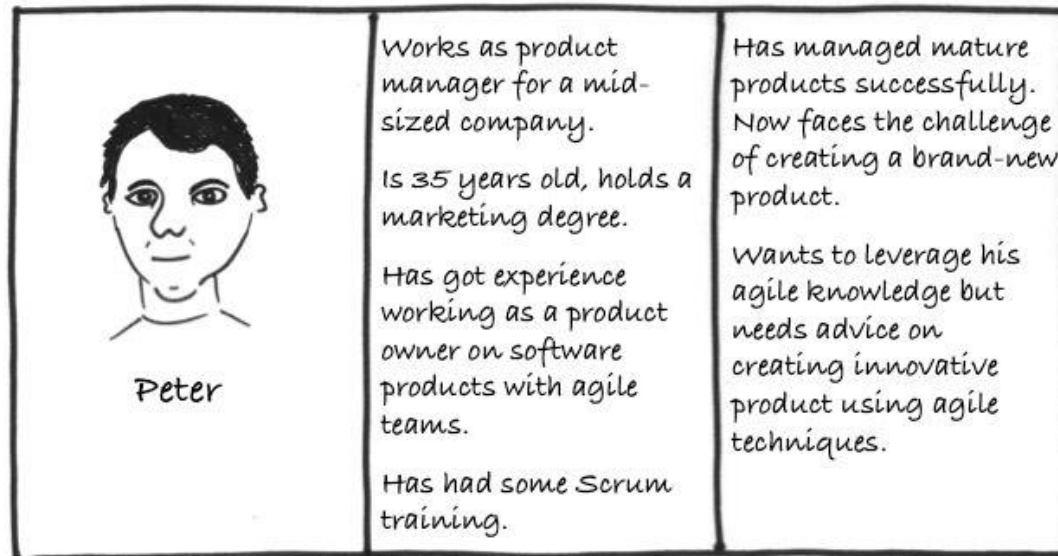 Peter
Works as product
manager for a mid-
sized company.
Is 35 years old, holds a
marketing degree.
Has got experience
working as a product
owner on software
products with agile
teams.
Has had some Scrum
training.
Has managed mature
products successfully.
Now faces the challenge
of creating a brand-new
product.
Wants to leverage his
agile knowledge but
needs advice on
creating innovative
product using agile
techniques.